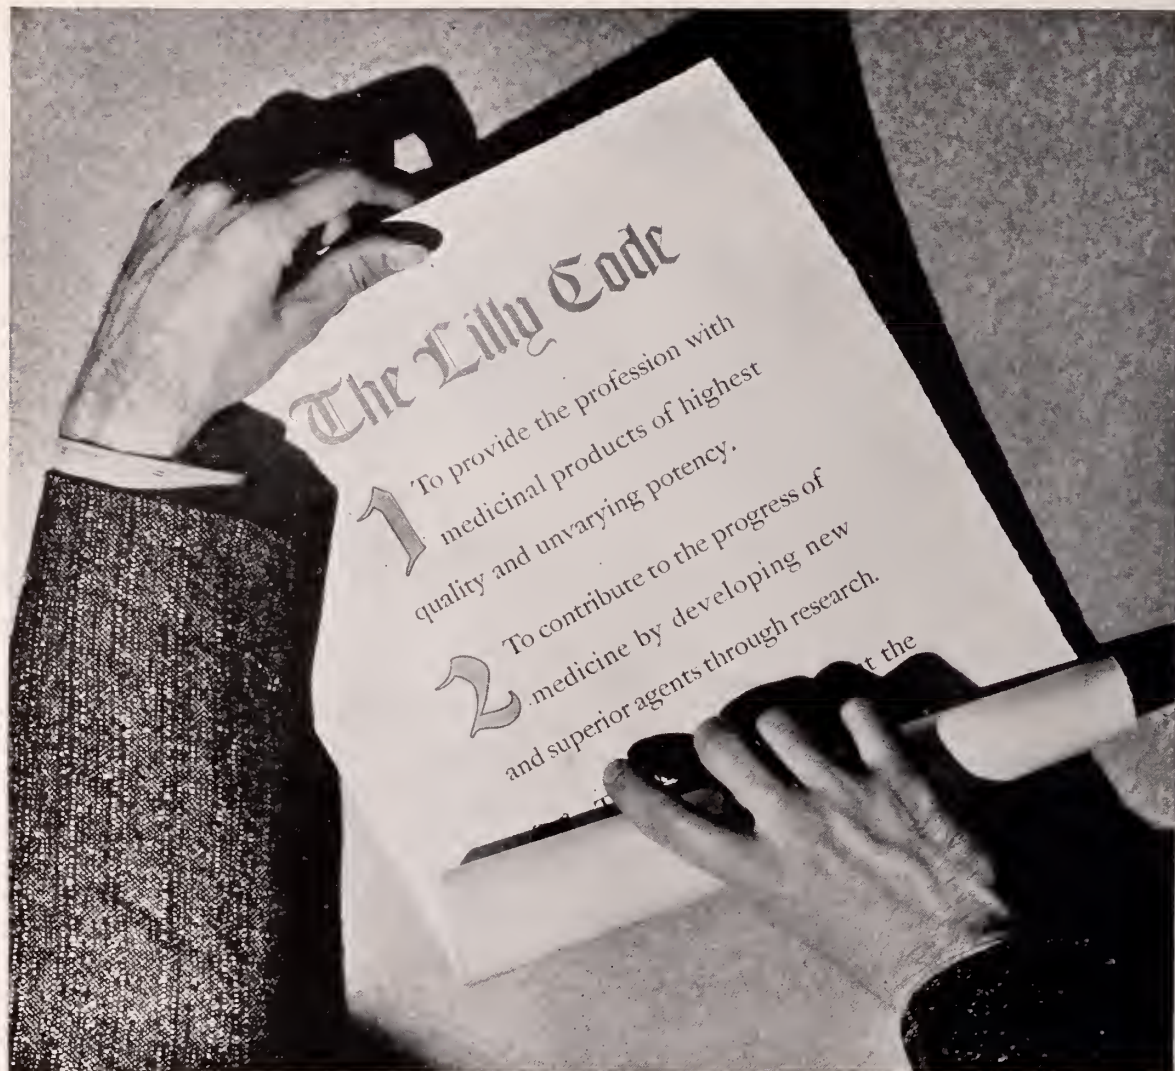 The Lilly Code
1 To provide the profession with
medicinal products of highest
quality and unvarying potency.
2 To contribute to the progress of
medicine by developing new
and superior agents through research.
the